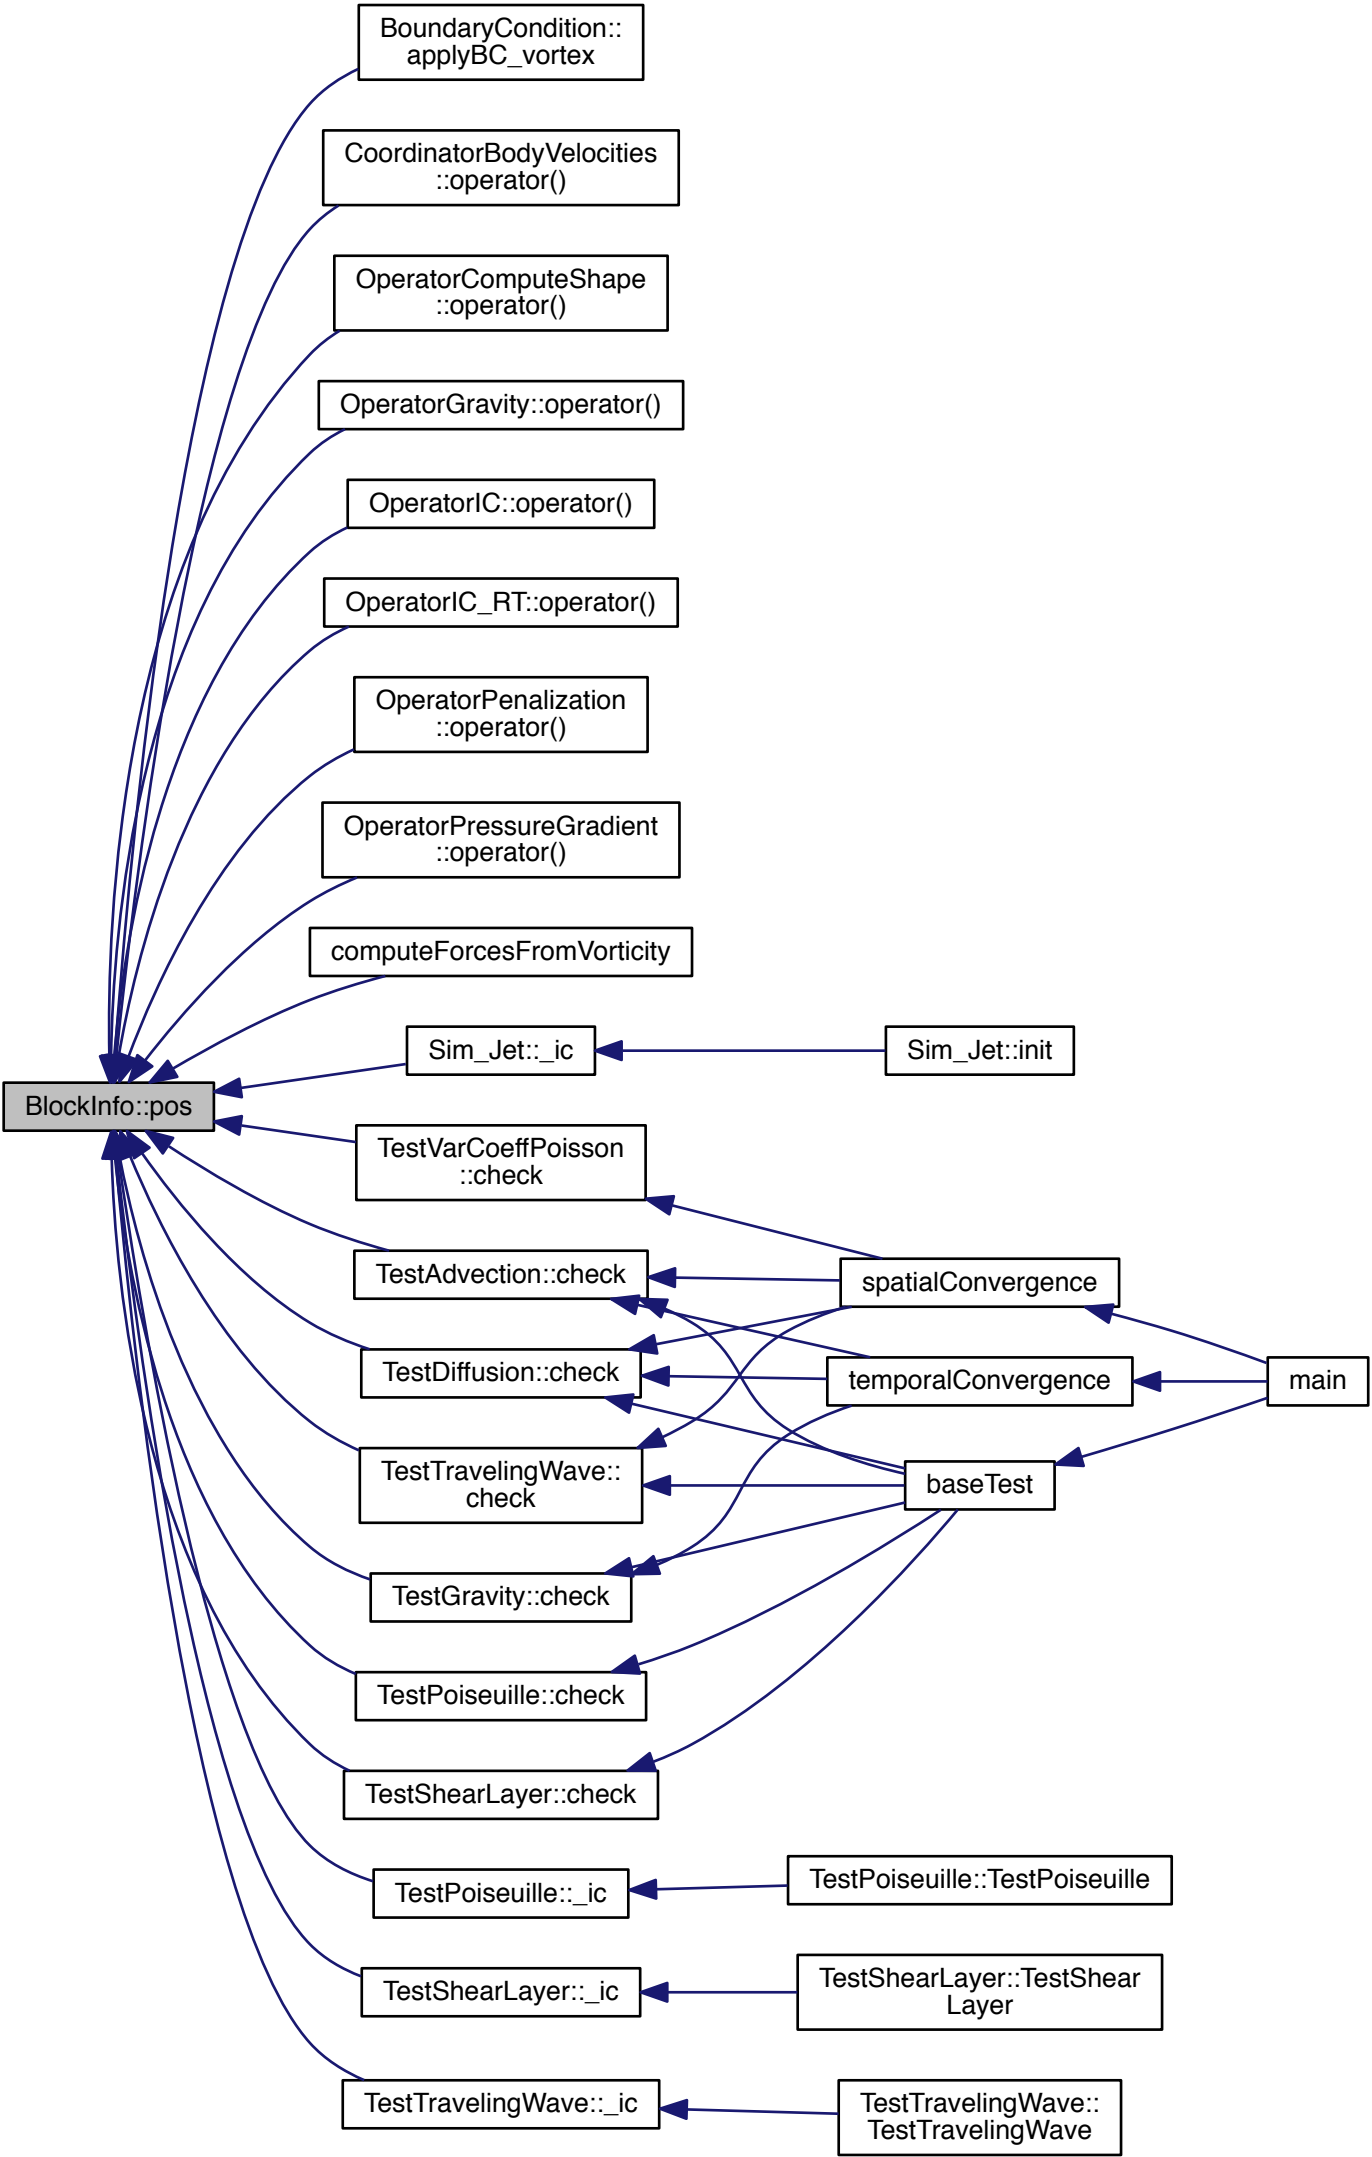 BoundaryCondition::
applyBC_vortex
CoordinatorBodyVelocities
::operator()
OperatorComputeShape
::operator()
OperatorGravity::operator()
OperatorIC::operator()
OperatorIC_RT::operator()
OperatorPenalization
::operator()
OperatorPressureGradient
::operator()
computeForcesFromVorticity
Sim_Jet::_ic
Sim_Jet::init
BlockInfo::pos
TestVarCoeffPoisson
::check
TestAdvection::check
spatialConvergence
TestDiffusion::check
temporalConvergence
main
TestTravelingWave::
check
baseTest
TestGravity::check
TestPoiseuille::check
TestShearLayer::check
TestPoiseuille::_ic
TestPoiseuille::TestPoiseuille
TestShearLayer::_ic
TestShearLayer::TestShear
Layer
TestTravelingWave::_ic
TestTravelingWave::
TestTravelingWave